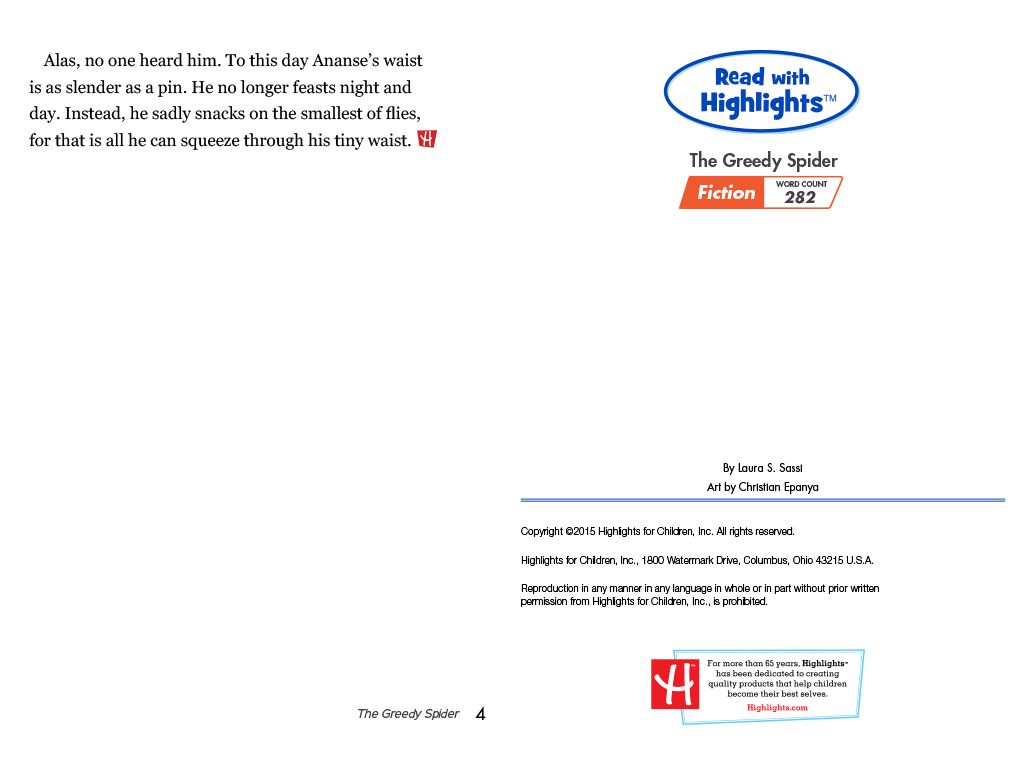 Alas, no one heard him. To this day Ananse’s waist
is as slender as a pin. He no longer feasts night and
day. Instead, he sadly snacks on the smallest of flies,
for that is all he can squeeze through his tiny waist. H
The Greedy Spider 4
Read with
Highlights™
The Greedy Spider
Fiction
WORD COUNT
282
By Laura S. Sassi
Art by Christian Epanya
Copyright ©2015 Highlights for Children, Inc. All rights reserved.
Highlights for Children, Inc., 1800 Watermark Drive, Columbus, Ohio 43215 U.S.A.
Reproduction in any manner in any language in whole or in part without prior written
permission from Highlights for Children, Inc., is prohibited.
H™
For more than 65 years, Highlights™
has been dedicated to creating
quality products that help children
become their best selves.
Highlights.com